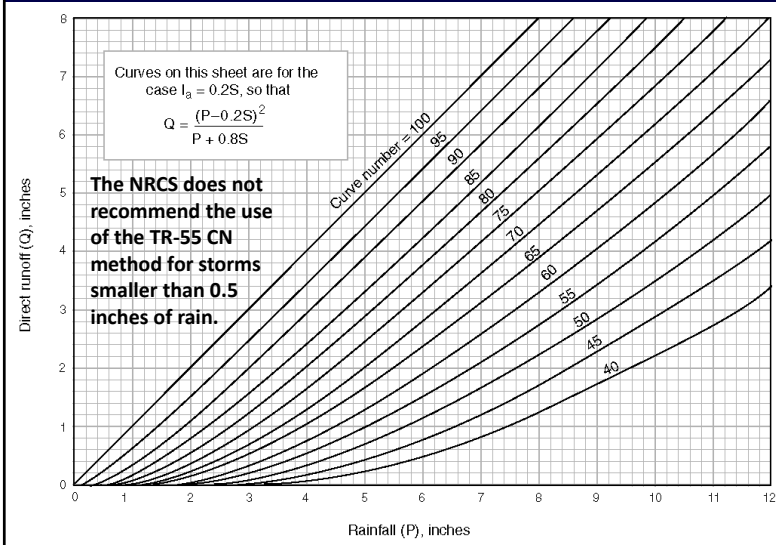 8
7
6
5
4
3
2
1
0
Direct runoff (Q), inches
Curves on this sheet are for the
case Iₐ = 0.2S, so that
Q = (P–0.2S)²
P + 0.8S
The NRCS does not
recommend the use
of the TR-55 CN
method for storms
smaller than 0.5
inches of rain.
Curve number = 100
95
90
85
80
75
70
65
60
55
50
45
40
0 1 2 3 4 5 6 7 8 9 10 11 12
Rainfall (P), inches